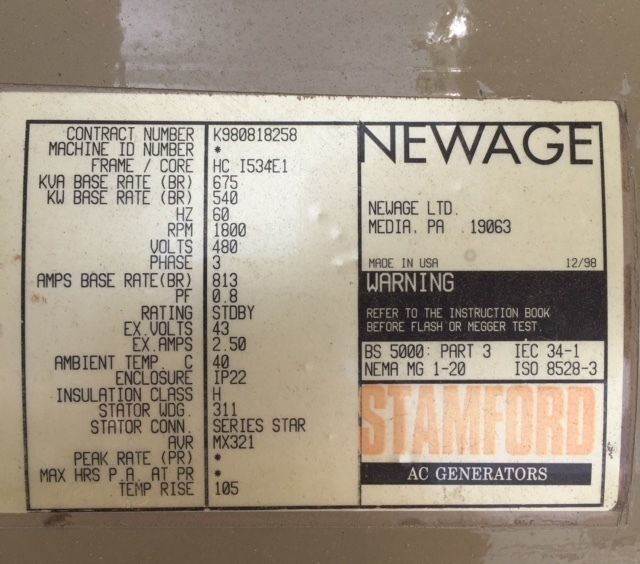 CONTRACT NUMBER K980818258
MACHINE ID NUMBER *
FRAME / CORE HC I534E1
KVA BASE RATE (BR) 675
KW BASE RATE (BR) 540
HZ 60
RPM 1800
VOLTS 480
PHASE 3
AMPS BASE RATE(BR) 813
PF 0.8
RATING STDBY
EX.VOLTS 43
EX.AMPS 2.50
AMBIENT TEMP. C 40
ENCLOSURE IP22
INSULATION CLASS H
STATOR WDG. 311
STATOR CONN. SERIES STAR
AVR MX321
PEAK RATE (PR) *
MAX HRS P.A. AT PR *
TEMP RISE 105
NEWAGE
NEWAGE LTD.
MEDIA, PA . 19063
MADE IN USA 12/98
WARNING
REFER TO THE INSTRUCTION BOOK
BEFORE FLASH OR MEGGER TEST.
BS 5000: PART 3 IEC 34-1
NEMA MG 1-20 ISO 8528-3
STAMFORD
AC GENERATORS